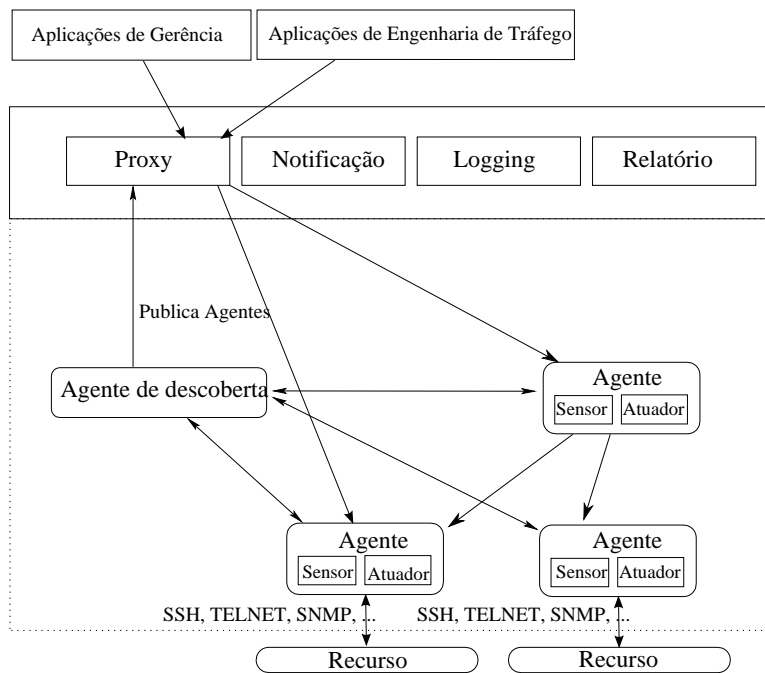 Aplicações de Gerência
Aplicações de Engenharia de Tráfego
Proxy
Notificação
Logging
Relatório
Publica Agentes
Agente de descoberta
Agente
Sensor
Atuador
Agente
Sensor
Atuador
Agente
Sensor
Atuador
SSH, TELNET, SNMP, ...
SSH, TELNET, SNMP, ...
Recurso
Recurso